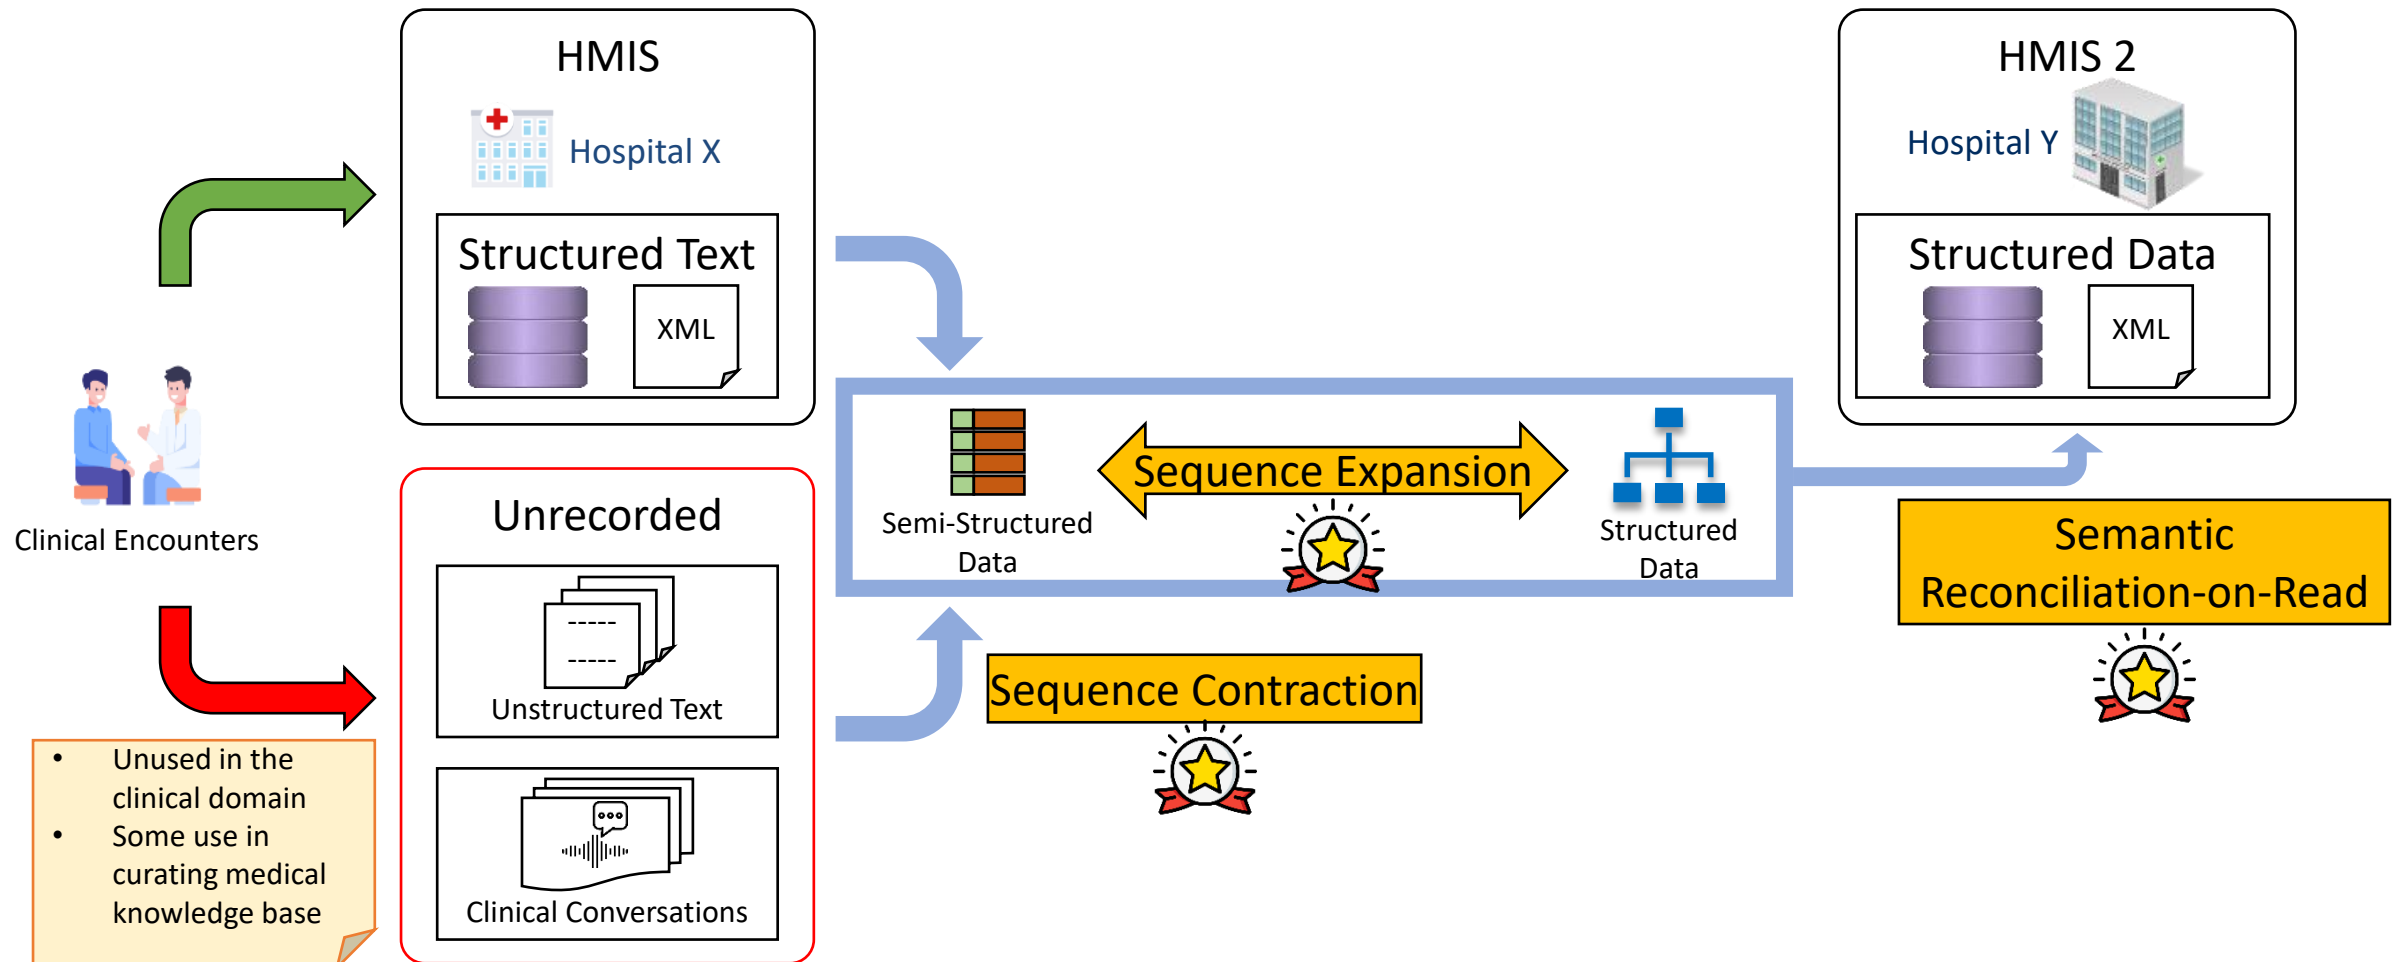 HMIS
Hospital X
Structured Text
XML
Clinical Encounters
Unrecorded
-----
-----
Unstructured Text
Clinical Conversations
• Unused in the
clinical domain
• Some use in
curating medical
knowledge base
Semi-Structured
Data
Sequence Expansion
Structured
Data
Sequence Contraction
HMIS 2
Hospital Y
Structured Data
XML
Semantic
Reconciliation-on-Read